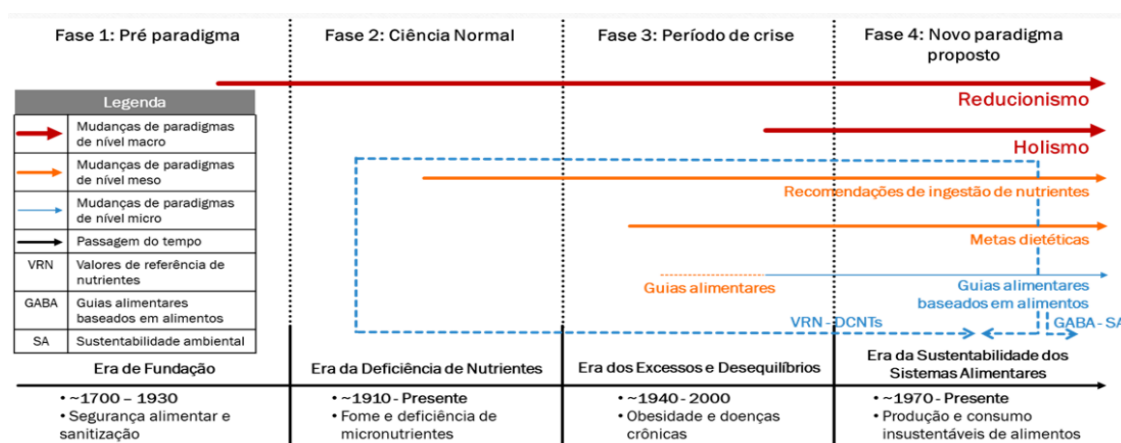 Fase 1: Pré paradigma
Fase 2: Ciência Normal
Fase 3: Período de crise
Fase 4: Novo paradigma
proposto
Reducionismo
Holismo
Legenda
Mudanças de paradigmas
de nível macro
Mudanças de paradigmas
de nível meso
Mudanças de paradigmas
de nível micro
Passagem do tempo
VRN
Valores de referência de
nutrientes
GABA
Guias alimentares
baseados em alimentos
SA
Sustentabilidade ambiental
Recomendações de ingestão de nutrientes
Metas dietéticas
Guias alimentares
Guias alimentares
baseados em alimentos
VRN - DCNTs
GABA - SA
Era de Fundação
Era da Deficiência de Nutrientes
Era dos Excessos e Desequilíbrios
Era da Sustentabilidade dos
Sistemas Alimentares
• ~1700 – 1930
• Segurança alimentar e
sanitização
• ~1910 - Presente
• Fome e deficiência de
micronutrientes
• ~1940 - 2000
• Obesidade e doenças
crônicas
• ~1970 - Presente
• Produção e consumo
insustentáveis de alimentos